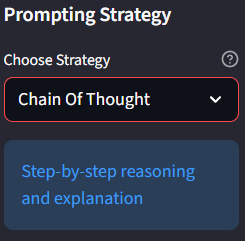 Prompting Strategy
Choose Strategy
?
Chain Of Thought
Step-by-step reasoning
and explanation